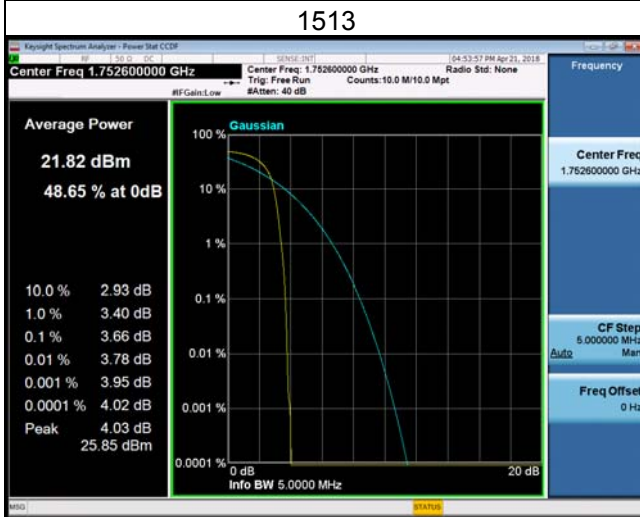 1513
Keysight Spectrum Analyzer - Power Stat CCDF
RF 50 Ω DC SENSE:INT 04:53:57 PM Apr 21, 2018
Center Freq 1.752600000 GHz
Center Freq: 1.752600000 GHz Radio Std: None
Trig: Free Run Counts:10.0 M/10.0 Mpt
#IFGain:Low #Atten: 40 dB
Frequency
Average Power
21.82 dBm
48.65 % at 0dB
10.0 % 2.93 dB
1.0 % 3.40 dB
0.1 % 3.66 dB
0.01 % 3.78 dB
0.001 % 3.95 dB
0.0001 % 4.02 dB
Peak 4.03 dB
25.85 dBm
Gaussian
100 %
10 %
1 %
0.1 %
0.01 %
0.001 %
0.0001 %
0 dB 20 dB
Info BW 5.0000 MHz
Center Freq
1.752600000 GHz
CF Step
5.000000 MHz
Auto Man
Freq Offset
0 Hz
MSG STATUS